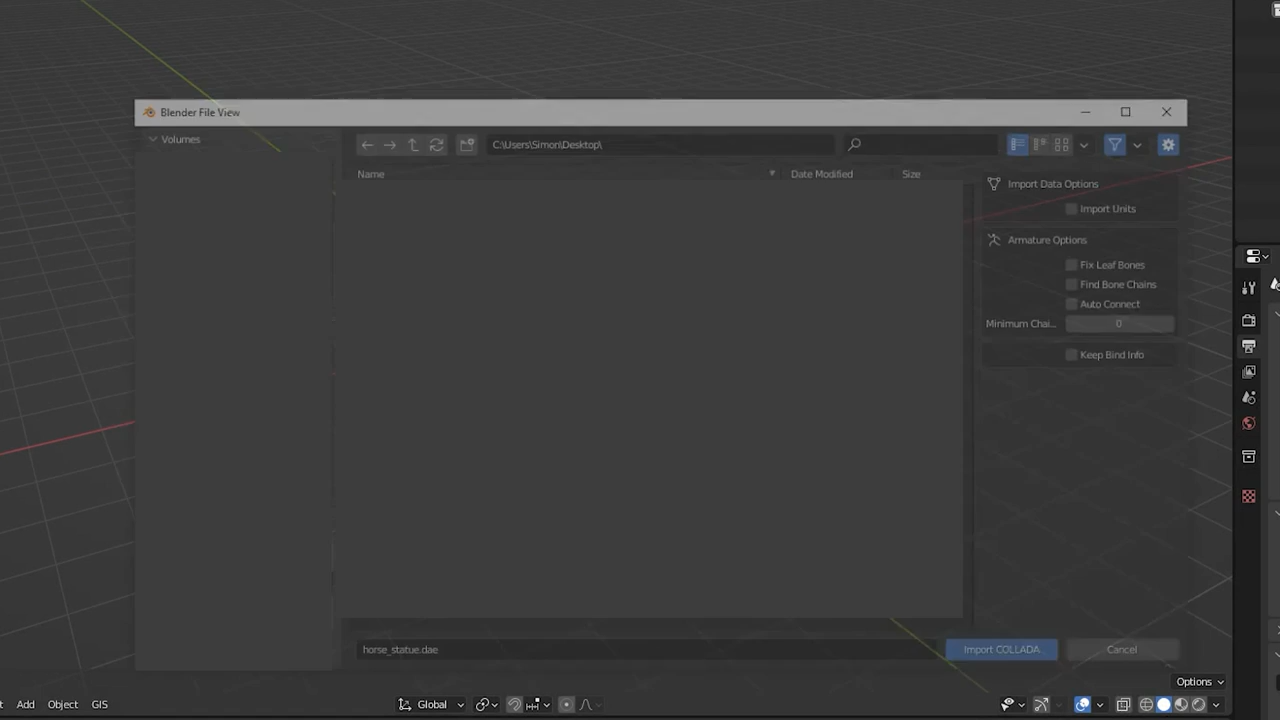 Blender File View
Volumes
C:\Users\Simon\Desktop\
Name
Date Modified
Size
Import Data Options
Import Units
Armature Options
Fix Leaf Bones
Find Bone Chains
Auto Connect
Minimum Chai... 0
Keep Bind Info
horse_statue.dae
Import COLLADA
Cancel
Options
t Add Object GIS
Global